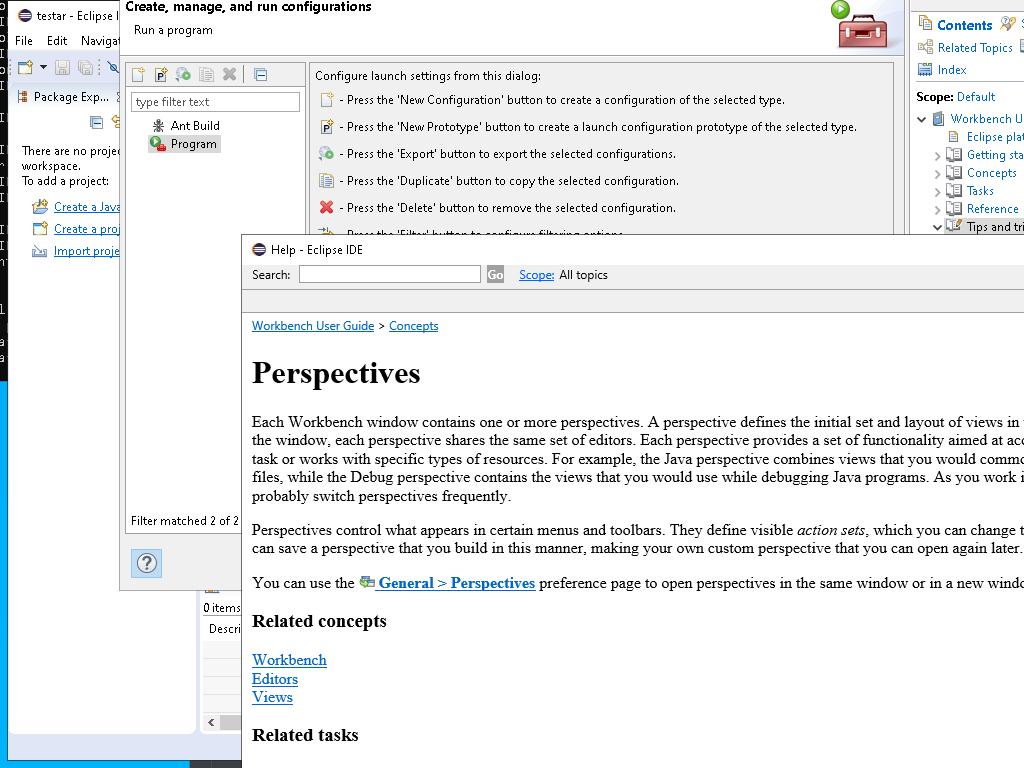 testar - Eclipse I
File Edit Navigat
Package Exp...
There are no projec
workspace.
To add a project:
Create a Java
Create a proj
Import proje
0 items
Descri
Create, manage, and run configurations
Run a program
type filter text
Ant Build
Program
Filter matched 2 of 2
Configure launch settings from this dialog:
- Press the 'New Configuration' button to create a configuration of the selected type.
- Press the 'New Prototype' button to create a launch configuration prototype of the selected type.
- Press the 'Export' button to export the selected configurations.
- Press the 'Duplicate' button to copy the selected configuration.
- Press the 'Delete' button to remove the selected configuration.
- Press the 'Filter' button to configure filtering options.
Contents
Related Topics
Index
Scope: Default
Workbench U
Eclipse plat
Getting sta
Concepts
Tasks
Reference
Tips and tri
Help - Eclipse IDE
Search: Go Scope: All topics
Workbench User Guide > Concepts
Perspectives
Each Workbench window contains one or more perspectives. A perspective defines the initial set and layout of views in
the window, each perspective shares the same set of editors. Each perspective provides a set of functionality aimed at acc
task or works with specific types of resources. For example, the Java perspective combines views that you would commo
files, while the Debug perspective contains the views that you would use while debugging Java programs. As you work i
probably switch perspectives frequently.
Perspectives control what appears in certain menus and toolbars. They define visible action sets, which you can change t
can save a perspective that you build in this manner, making your own custom perspective that you can open again later.
You can use the General > Perspectives preference page to open perspectives in the same window or in a new windo
Related concepts
Workbench
Editors
Views
Related tasks